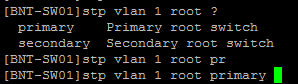 [BNT-SW01]stp vlan 1 root ?
  primary    Primary root switch
  secondary  Secondary root switch
[BNT-SW01]stp vlan 1 root pr
[BNT-SW01]stp vlan 1 root primary